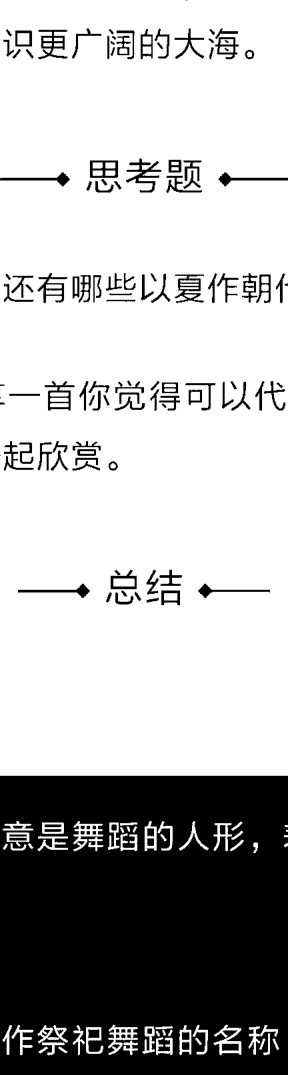 识更广阔的大海。
思考题
还有哪些以夏作朝
一首你觉得可以代
起欣赏。
总结
意是舞蹈的人形，
作祭祀舞蹈的名称